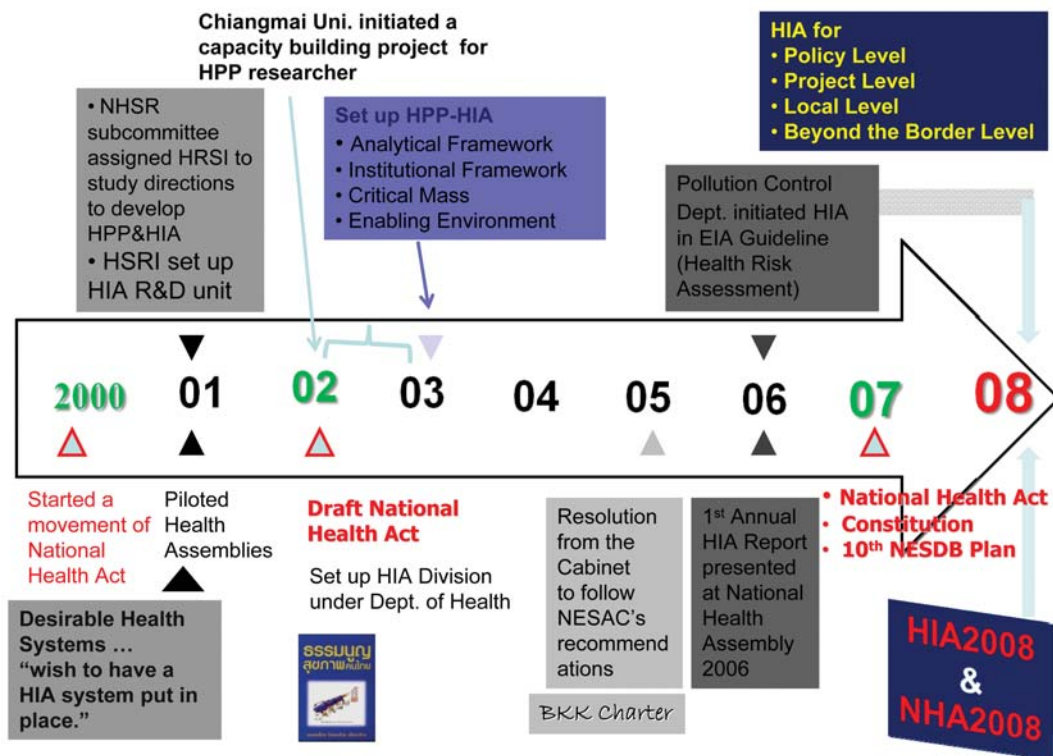 Chiangmai Uni. initiated a
capacity building project for
HPP researcher
HIA for
• Policy Level
• Project Level
• Local Level
• Beyond the Border Level
• NHSR
subcommittee
assigned HRSI to
study directions
to develop
HPP&HIA
• HSRI set up
HIA R&D unit
Set up HPP-HIA
• Analytical Framework
• Institutional Framework
• Critical Mass
• Enabling Environment
Pollution Control
Dept. initiated HIA
in EIA Guideline
(Health Risk
Assessment)
2000 01 02 03 04 05 06 07 08
Started a
movement of
National
Health Act
Piloted
Health
Assemblies
Desirable Health
Systems …
“wish to have a
HIA system put in
place.”
Draft National
Health Act
Set up HIA Division
under Dept. of Health
ธรรมนูญ
สุขภาพคนไทย
Resolution
from the
Cabinet
to follow
NESAC’s
recommend
ations
BKK Charter
1st Annual
HIA Report
presented
at National
Health
Assembly
2006
• National Health Act
• Constitution
• 10th NESDB Plan
HIA2008
&
NHA2008